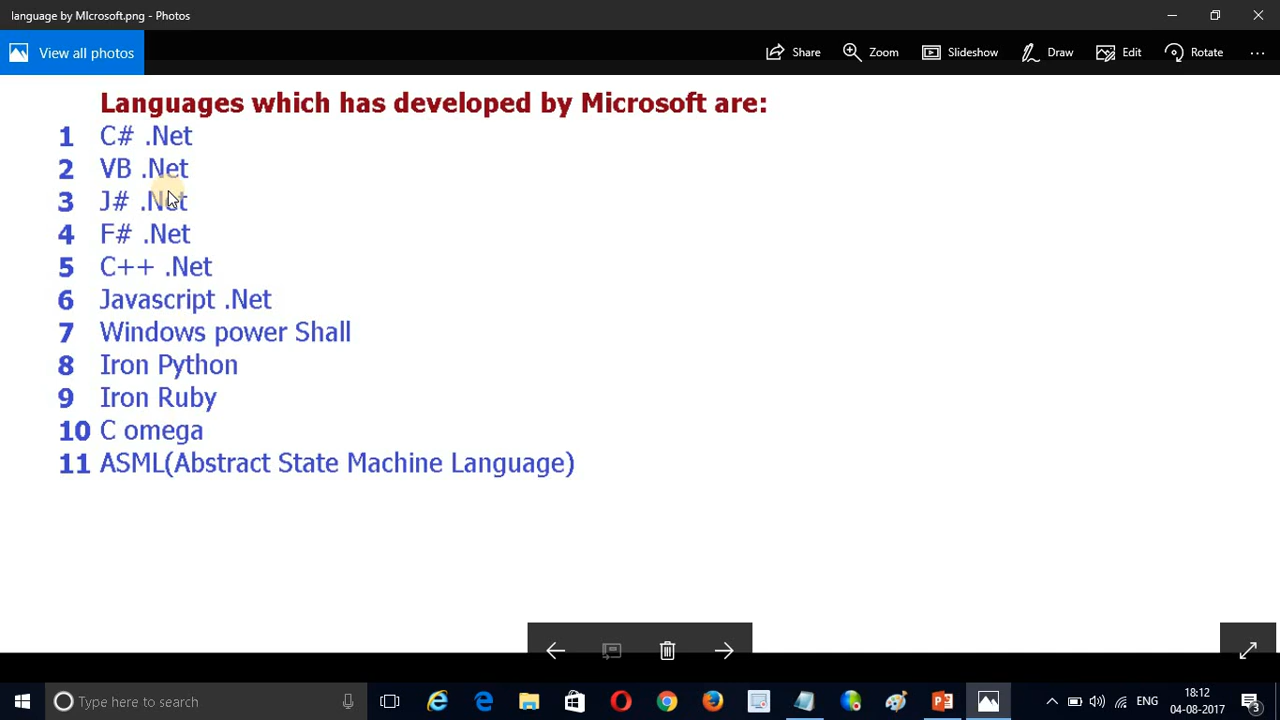 language by MIcrosoft.png - Photos
View all photos
Share
Zoom
Slideshow
Draw
Edit
Rotate
Languages which has developed by Microsoft are:
1 C# .Net
2 VB .Net
3 J# .Net
4 F# .Net
5 C++ .Net
6 Javascript .Net
7 Windows power Shall
8 Iron Python
9 Iron Ruby
10 C omega
11 ASML(Abstract State Machine Language)
Type here to search
ENG
18:12
04-08-2017
3